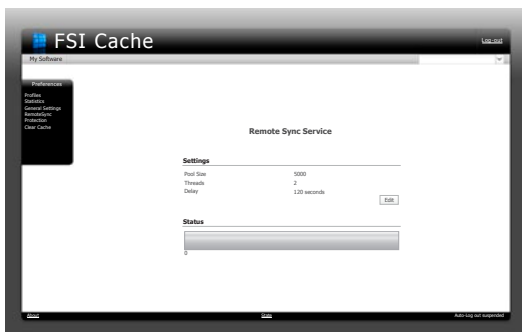 FSI Cache
Log-out
My Software
Preferences
Profiles
Statistics
General Settings
RemoteSync
Protection
Clear Cache
Remote Sync Service
Settings
Pool Size 5000
Threads 2
Delay 120 seconds
Edit
Status
0
About State Auto-Log out suspended